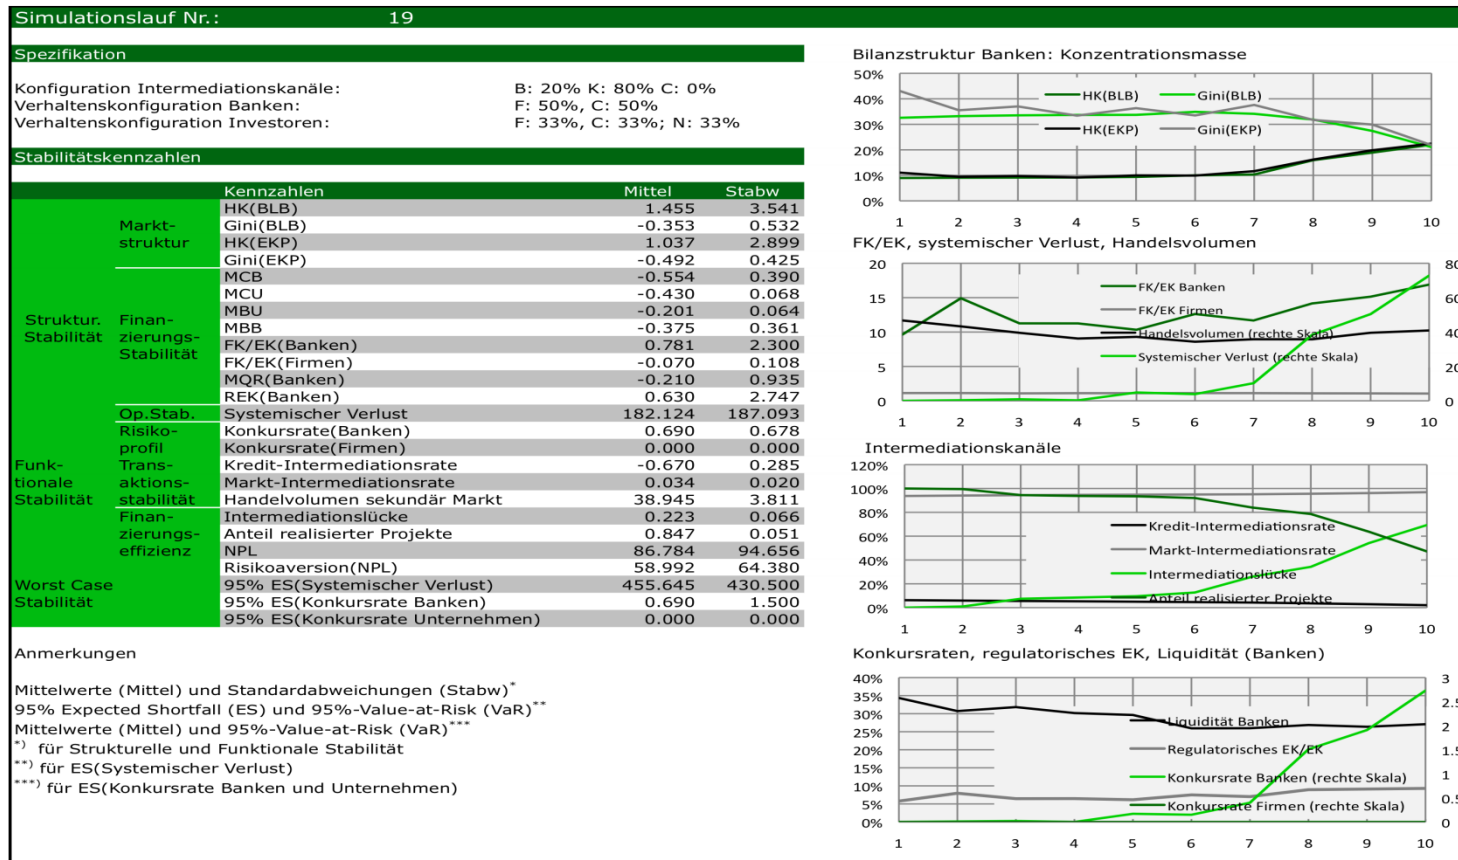 Simulationslauf Nr.: 19
Spezifikation
Konfiguration Intermediationskanäle: B: 20% K: 80% C: 0%
Verhaltenskonfiguration Banken: F: 50%, C: 50%
Verhaltenskonfiguration Investoren: F: 33%, C: 33%; N: 33%
Stabilitätskennzahlen
Kennzahlen Mittel Stabw
HK(BLB) 1.455 3.541
Markt- Gini(BLB) -0.353 0.532
struktur HK(EKP) 1.037 2.899
Gini(EKP) -0.492 0.425
MCB -0.554 0.390
MCU -0.430 0.068
Struktur. Finan- MBU -0.201 0.064
Stabilität zierungs- MBB -0.375 0.361
Stabilität FK/EK(Banken) 0.781 2.300
FK/EK(Firmen) -0.070 0.108
MQR(Banken) -0.210 0.935
REK(Banken) 0.630 2.747
Op.Stab. Systemischer Verlust 182.124 187.093
Risiko- Konkursrate(Banken) 0.690 0.678
profil Konkursrate(Firmen) 0.000 0.000
Funk- Trans- Kredit-Intermediationsrate -0.670 0.285
tionale aktions- Markt-Intermediationsrate 0.034 0.020
Stabilität stabilität Handelvolumen sekundär Markt 38.945 3.811
Finan- Intermediationslücke 0.223 0.066
zierungs- Anteil realisierter Projekte 0.847 0.051
effizienz NPL 86.784 94.656
Risikoaversion(NPL) 58.992 64.380
Worst Case 95% ES(Systemischer Verlust) 455.645 430.500
Stabilität 95% ES(Konkursrate Banken) 0.690 1.500
95% ES(Konkursrate Unternehmen) 0.000 0.000
Anmerkungen
Mittelwerte (Mittel) und Standardabweichungen (Stabw)*
95% Expected Shortfall (ES) und 95%-Value-at-Risk (VaR)**
Mittelwerte (Mittel) und 95%-Value-at-Risk (VaR)***
*) für Strukturelle und Funktionale Stabilität
**) für ES(Systemischer Verlust)
***) für ES(Konkursrate Banken und Unternehmen)
Bilanzstruktur Banken: Konzentrationsmasse
50%
40%
30%
20%
10%
0%
HK(BLB) Gini(BLB)
HK(EKP) Gini(EKP)
1 2 3 4 5 6 7 8 9 10
FK/EK, systemischer Verlust, Handelsvolumen
20 80
15 60
10 40
5 20
0 0
FK/EK Banken
FK/EK Firmen
Handelsvolumen (rechte Skala)
Systemischer Verlust (rechte Skala)
1 2 3 4 5 6 7 8 9 10
Intermediationskanäle
120%
100%
80%
60%
40%
20%
0%
Kredit-Intermediationsrate
Markt-Intermediationsrate
Intermediationslücke
Anteil realisierter Projekte
1 2 3 4 5 6 7 8 9 10
Konkursraten, regulatorisches EK, Liquidität (Banken)
40% 3
35% 2.5
30% 2
25% 1.5
20% 1
15% 0.5
10% 0
5%
0%
Liquidität Banken
Regulatorisches EK/EK
Konkursrate Banken (rechte Skala)
Konkursrate Firmen (rechte Skala)
1 2 3 4 5 6 7 8 9 10